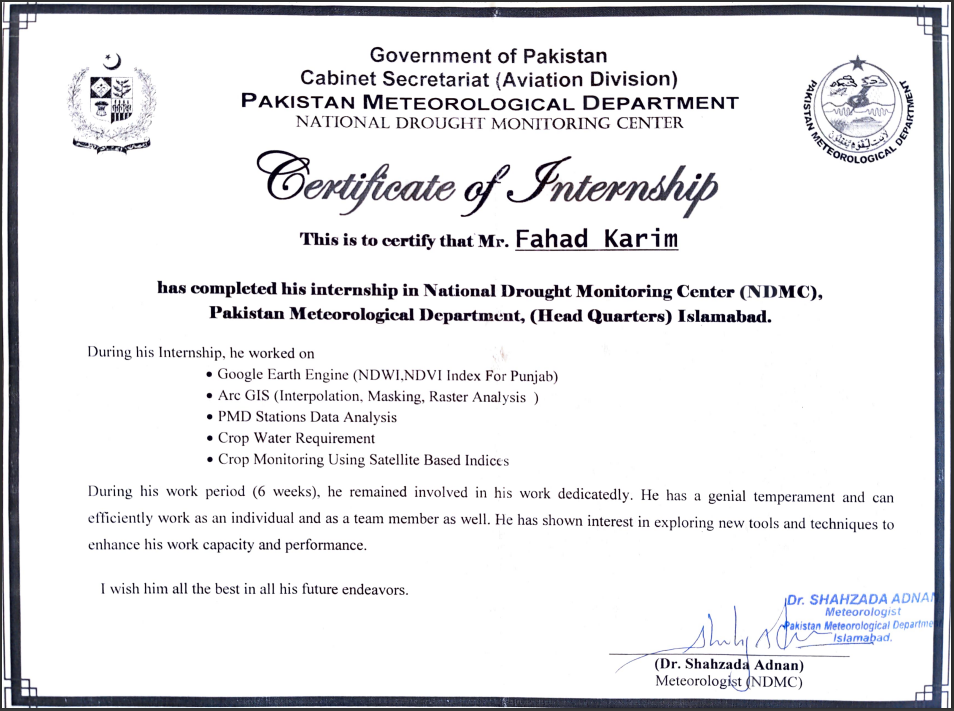 Government of Pakistan
Cabinet Secretariat (Aviation Division)
PAKISTAN METEOROLOGICAL DEPARTMENT
NATIONAL DROUGHT MONITORING CENTER
PAKISTAN METEOROLOGICAL DEPARTMENT
Certificate of Internship
This is to certify that Mr. Fahad Karim
has completed his internship in National Drought Monitoring Center (NDMC),
Pakistan Meteorological Department, (Head Quarters) Islamabad.
During his Internship, he worked on
• Google Earth Engine (NDWI,NDVI Index For Punjab)
• Arc GIS (Interpolation, Masking, Raster Analysis )
• PMD Stations Data Analysis
• Crop Water Requirement
• Crop Monitoring Using Satellite Based Indices
During his work period (6 weeks), he remained involved in his work dedicatedly. He has a genial temperament and can
efficiently work as an individual and as a team member as well. He has shown interest in exploring new tools and techniques to
enhance his work capacity and performance.
I wish him all the best in all his future endeavors.
Dr. SHAHZADA ADNAN
Meteorologist
Pakistan Meteorological Department
Islamabad.
(Dr. Shahzada Adnan)
Meteorologist (NDMC)